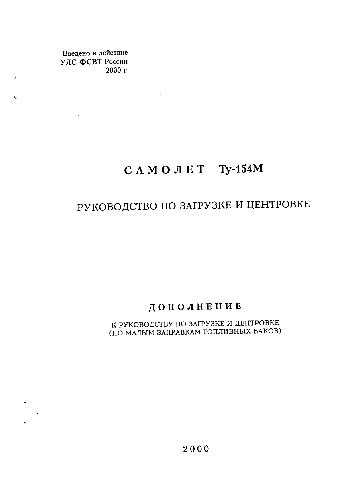 Введено в действие
УЛС ФСВТ России
2000 г.
САМОЛЕТ Ту-154М
РУКОВОДСТВО ПО ЗАГРУЗКЕ И ЦЕНТРОВКЕ
ДОПОЛНЕНИЕ
К РУКОВОДСТВУ ПО ЗАГРУЗКЕ И ЦЕНТРОВКЕ
(ПО МАЛЫМ ЗАПРАВКАМ ТОПЛИВНЫХ БАКОВ)
2000